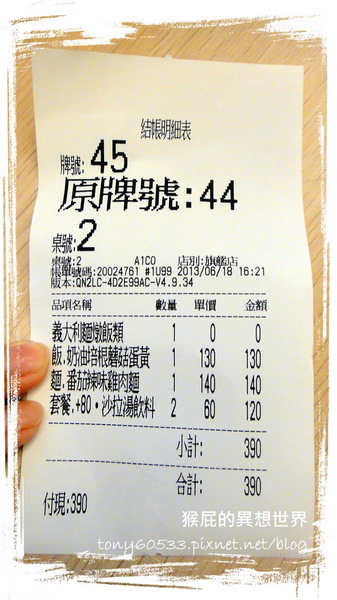 結帳明細表
牌號:45
原牌號:44
桌號:2
桌號:2 A1CO 店別:旗艦店
帳單號碼:20024761 #1U99 2013/06/18 16:21
版本:QN2LC-4D2E99AC-V4.9.34
品項名稱 數量 單價 金額
義大利麵燉飯類 1 0 0
飯.奶油培根蘑菇蛋黃 1 130 130
麵.番茄辣味雞肉麵 1 140 140
套餐.+80·沙拉湯飲料 2 60 120
小計: 390
合計: 390
付現:390
猴屁的異想世界
tony60533.pixnet.net/blog